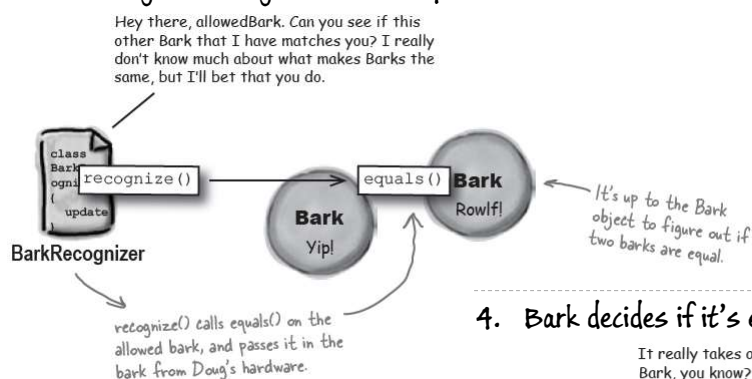 Hey there, allowedBark. Can you see if this
other Bark that I have matches you? I really
don't know much about what makes Barks the
same, but I'll bet that you do.
class
Bark
ogni
{
update
}
recognize()
BarkRecognizer
Bark
Yip!
equals()
Bark
Rowlf!
It's up to the Bark
object to figure out if
two barks are equal.
recognize() calls equals() on the
allowed bark, and passes it in the
bark from Doug's hardware.
4. Bark decides if it's
It really takes
Bark, you know?